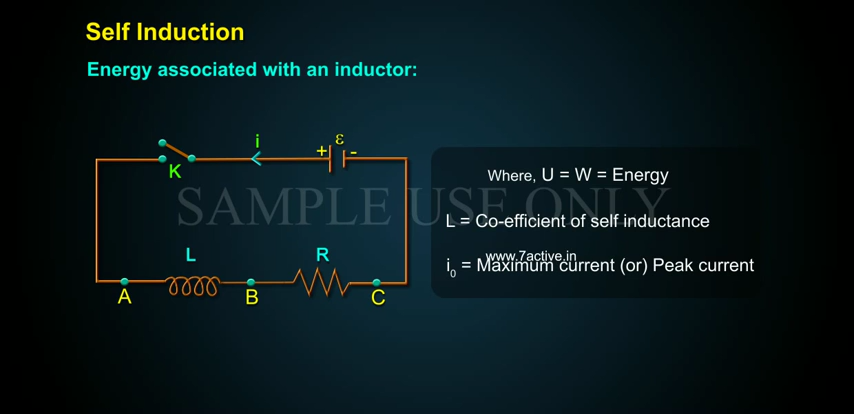 Self Induction
Energy associated with an inductor:
i
+ ε -
K
Where, U = W = Energy
SAMPLE USE ONLY
L = Co-efficient of self inductance
L
R
www.7active.in
i₀ = Maximum current (or) Peak current
A
B
C